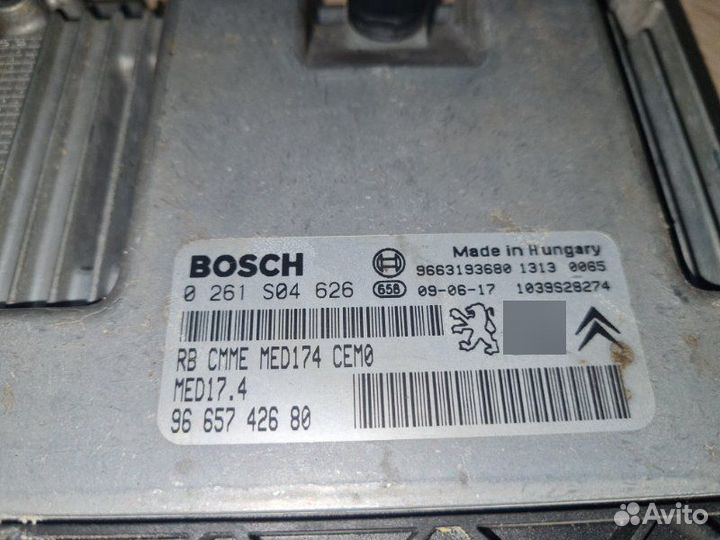 BOSCH
Made in Hungary
9663193680 1313 0065
0 261 S04 626
658
09-06-17
1039S28274
RB CMME MED174 CEM0
MED17.4
96 657 426 80
Avito